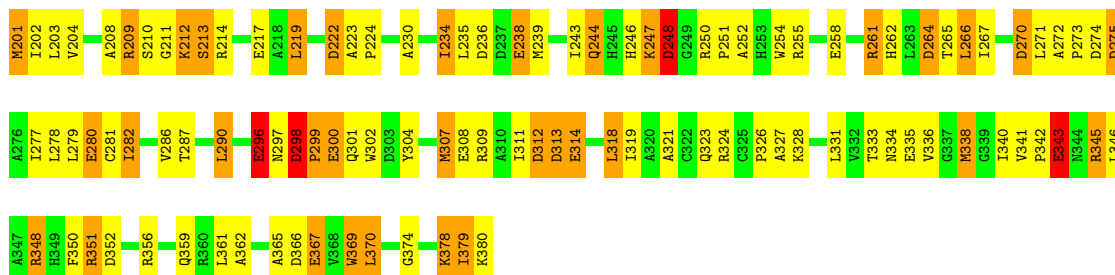 M201 I202 L203 V204 A208 R209 S210 G211 K212 S213 R214 E217 A218 L219 D222 A223 P224 A230 I234 L235 D236 D237 E238 M239 I243 Q244 H245 H246 K247 D248 G249 R250 P251 A252 H253 W254 R255 E258 R261 H262 L263 D264 T265 L266 I267 D270 L271 A272 P273 D274
A276 I277 L278 L279 E280 C281 I282 V286 T287 L290 E296 N297 D298 P299 E300 Q301 W302 D303 Y304 M307 E308 R309 A310 I311 D312 D313 E314 L318 I319 A320 A321 C322 Q323 R324 C325 P326 A327 K328 L331 V332 T333 N334 E335 V336 G337 M338 G339 I340 V341 P342 E343 N344 R345 L346
A347 R348 H349 F350 R351 D352 R356 Q359 R360 L361 A362 A365 D366 E367 V368 W369 L370 G374 K378 I379 K380